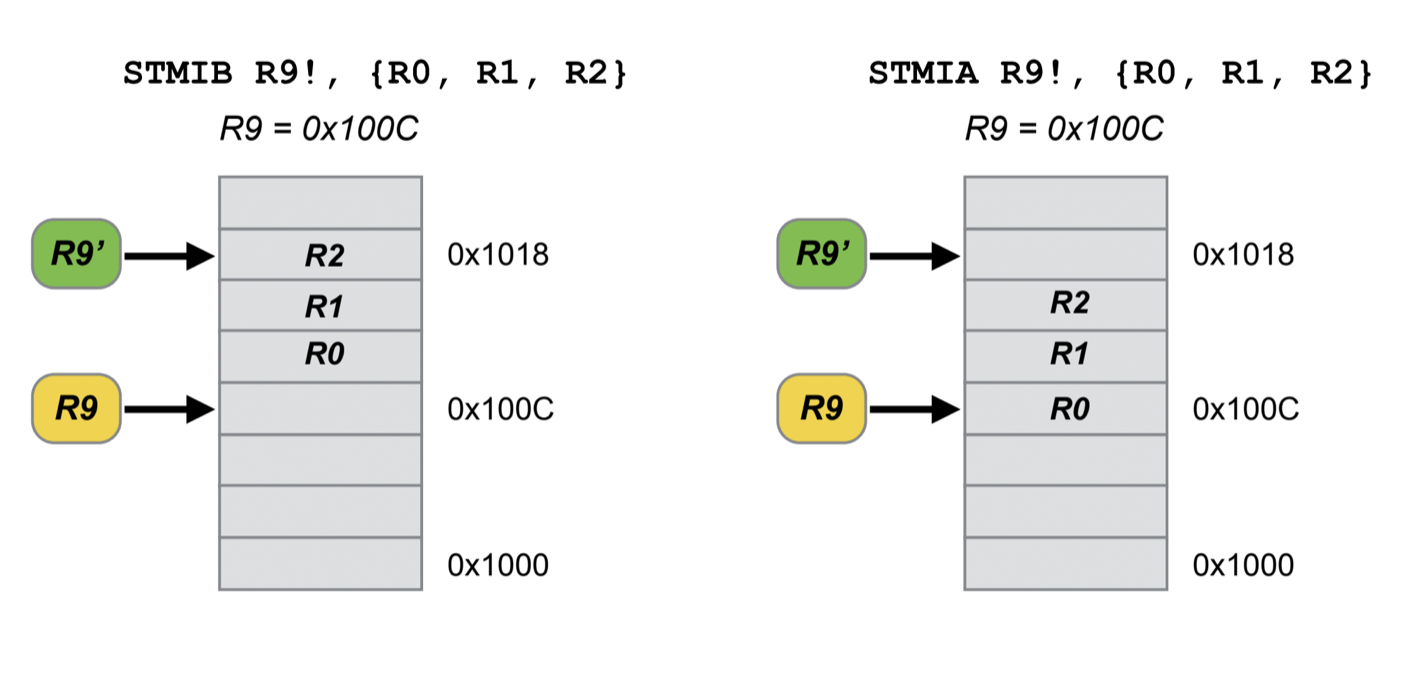 STMIB R9!, {R0, R1, R2}
R9 = 0x100C
R9’
R2
0x1018
R1
R0
R9
0x100C
0x1000
STMIA R9!, {R0, R1, R2}
R9 = 0x100C
R9’
0x1018
R2
R1
R9
R0
0x100C
0x1000